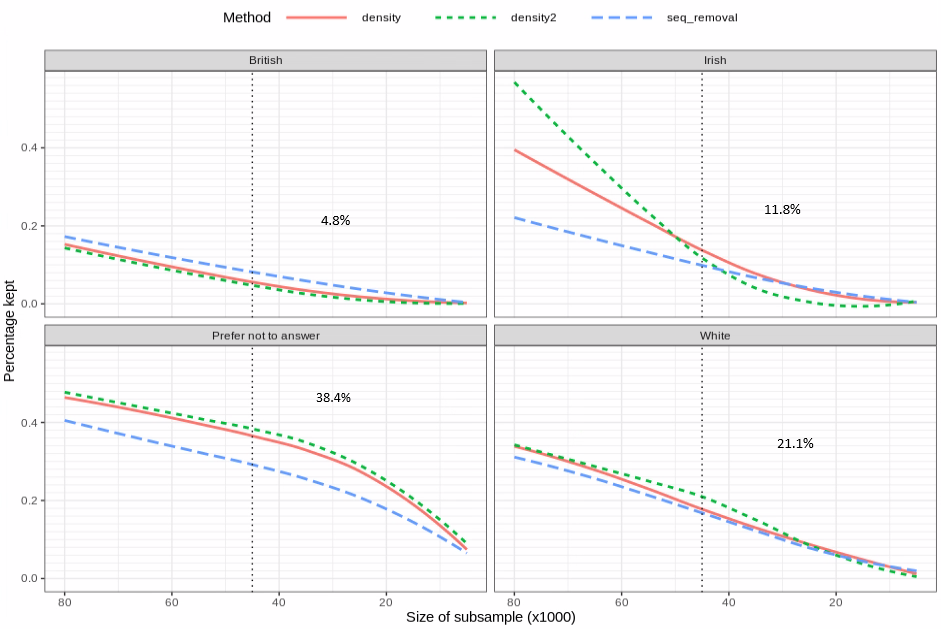 Method density density2 seq_removal
British
Irish
0.4
0.2
0.0
4.8%
11.8%
Prefer not to answer
White
0.4
0.2
0.0
38.4%
21.1%
80 60 40 20
80 60 40 20
Percentage kept
Size of subsample (x1000)